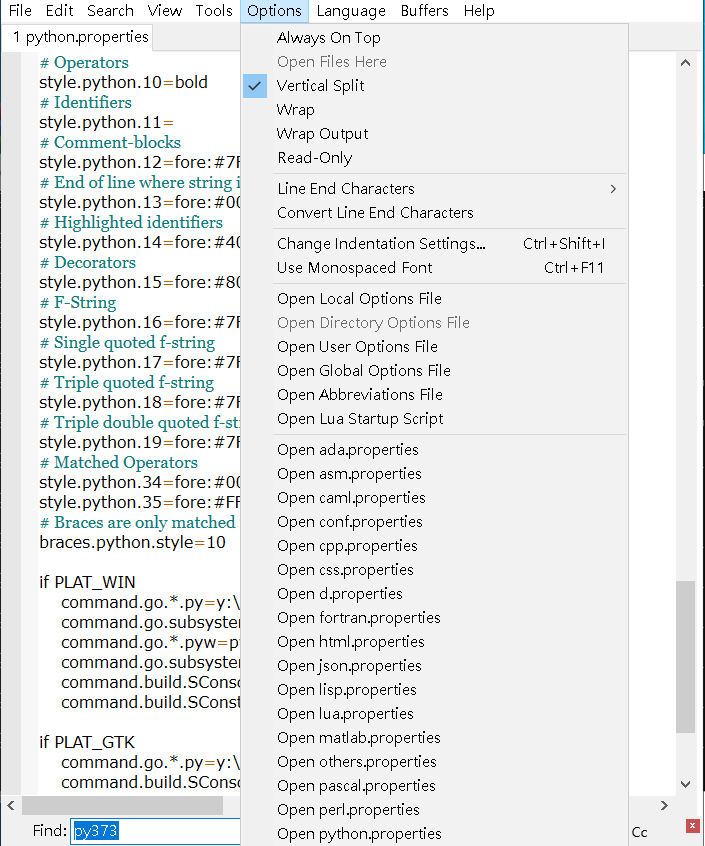 File Edit Search View Tools Options Language Buffers Help
1 python.properties
# Operators
style.python.10=bold
# Identifiers
style.python.11=
# Comment-blocks
style.python.12=fore:#7F
# End of line where string i
style.python.13=fore:#00
# Highlighted identifiers
style.python.14=fore:#40
# Decorators
style.python.15=fore:#80
# F-String
style.python.16=fore:#7F
# Single quoted f-string
style.python.17=fore:#7F
# Triple quoted f-string
style.python.18=fore:#7F
# Triple double quoted f-st
style.python.19=fore:#7F
# Matched Operators
style.python.34=fore:#00
style.python.35=fore:#FF
# Braces are only matched
braces.python.style=10
if PLAT_WIN
command.go.*.py=y:\
command.go.subsystem
command.go.*.pyw=p
command.go.subsystem
command.build.SConsc
command.build.SConst
if PLAT_GTK
command.go.*.py=y:\
command.build.SConsc
Always On Top
Open Files Here
Vertical Split
Wrap
Wrap Output
Read-Only
Line End Characters
Convert Line End Characters
Change Indentation Settings... Ctrl+Shift+I
Use Monospaced Font Ctrl+F11
Open Local Options File
Open Directory Options File
Open User Options File
Open Global Options File
Open Abbreviations File
Open Lua Startup Script
Open ada.properties
Open asm.properties
Open caml.properties
Open conf.properties
Open cpp.properties
Open css.properties
Open d.properties
Open fortran.properties
Open html.properties
Open json.properties
Open lisp.properties
Open lua.properties
Open matlab.properties
Open others.properties
Open pascal.properties
Open perl.properties
Open python.properties
Find: py373
Cc